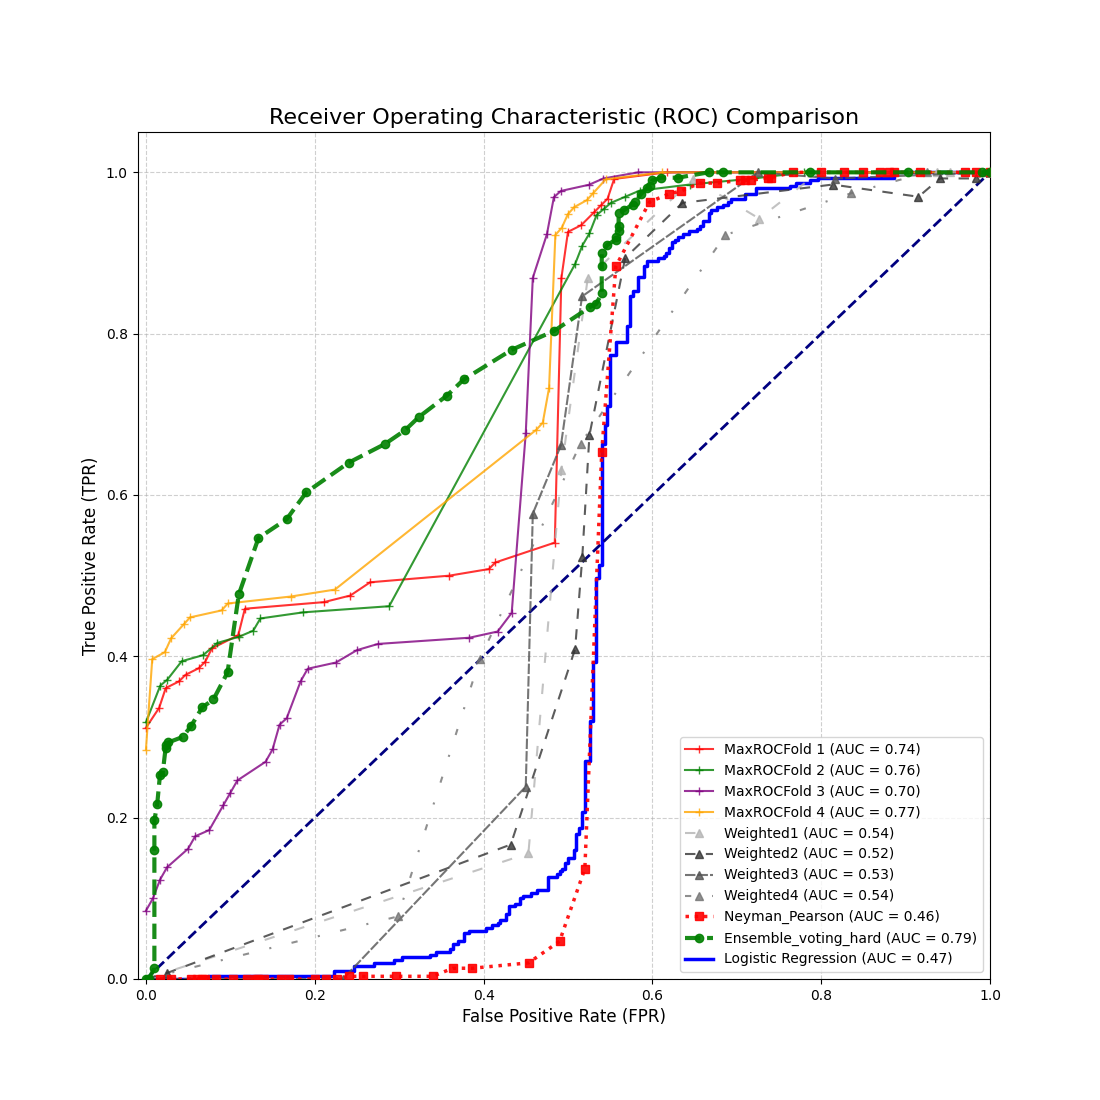 Receiver Operating Characteristic (ROC) Comparison
True Positive Rate (TPR)
1.0
0.8
0.6
0.4
0.2
0.0
MaxROCFold 1 (AUC = 0.74)
MaxROCFold 2 (AUC = 0.76)
MaxROCFold 3 (AUC = 0.70)
MaxROCFold 4 (AUC = 0.77)
Weighted1 (AUC = 0.54)
Weighted2 (AUC = 0.52)
Weighted3 (AUC = 0.53)
Weighted4 (AUC = 0.54)
Neyman_Pearson (AUC = 0.46)
Ensemble_voting_hard (AUC = 0.79)
Logistic Regression (AUC = 0.47)
0.0 0.2 0.4 0.6 0.8 1.0
False Positive Rate (FPR)